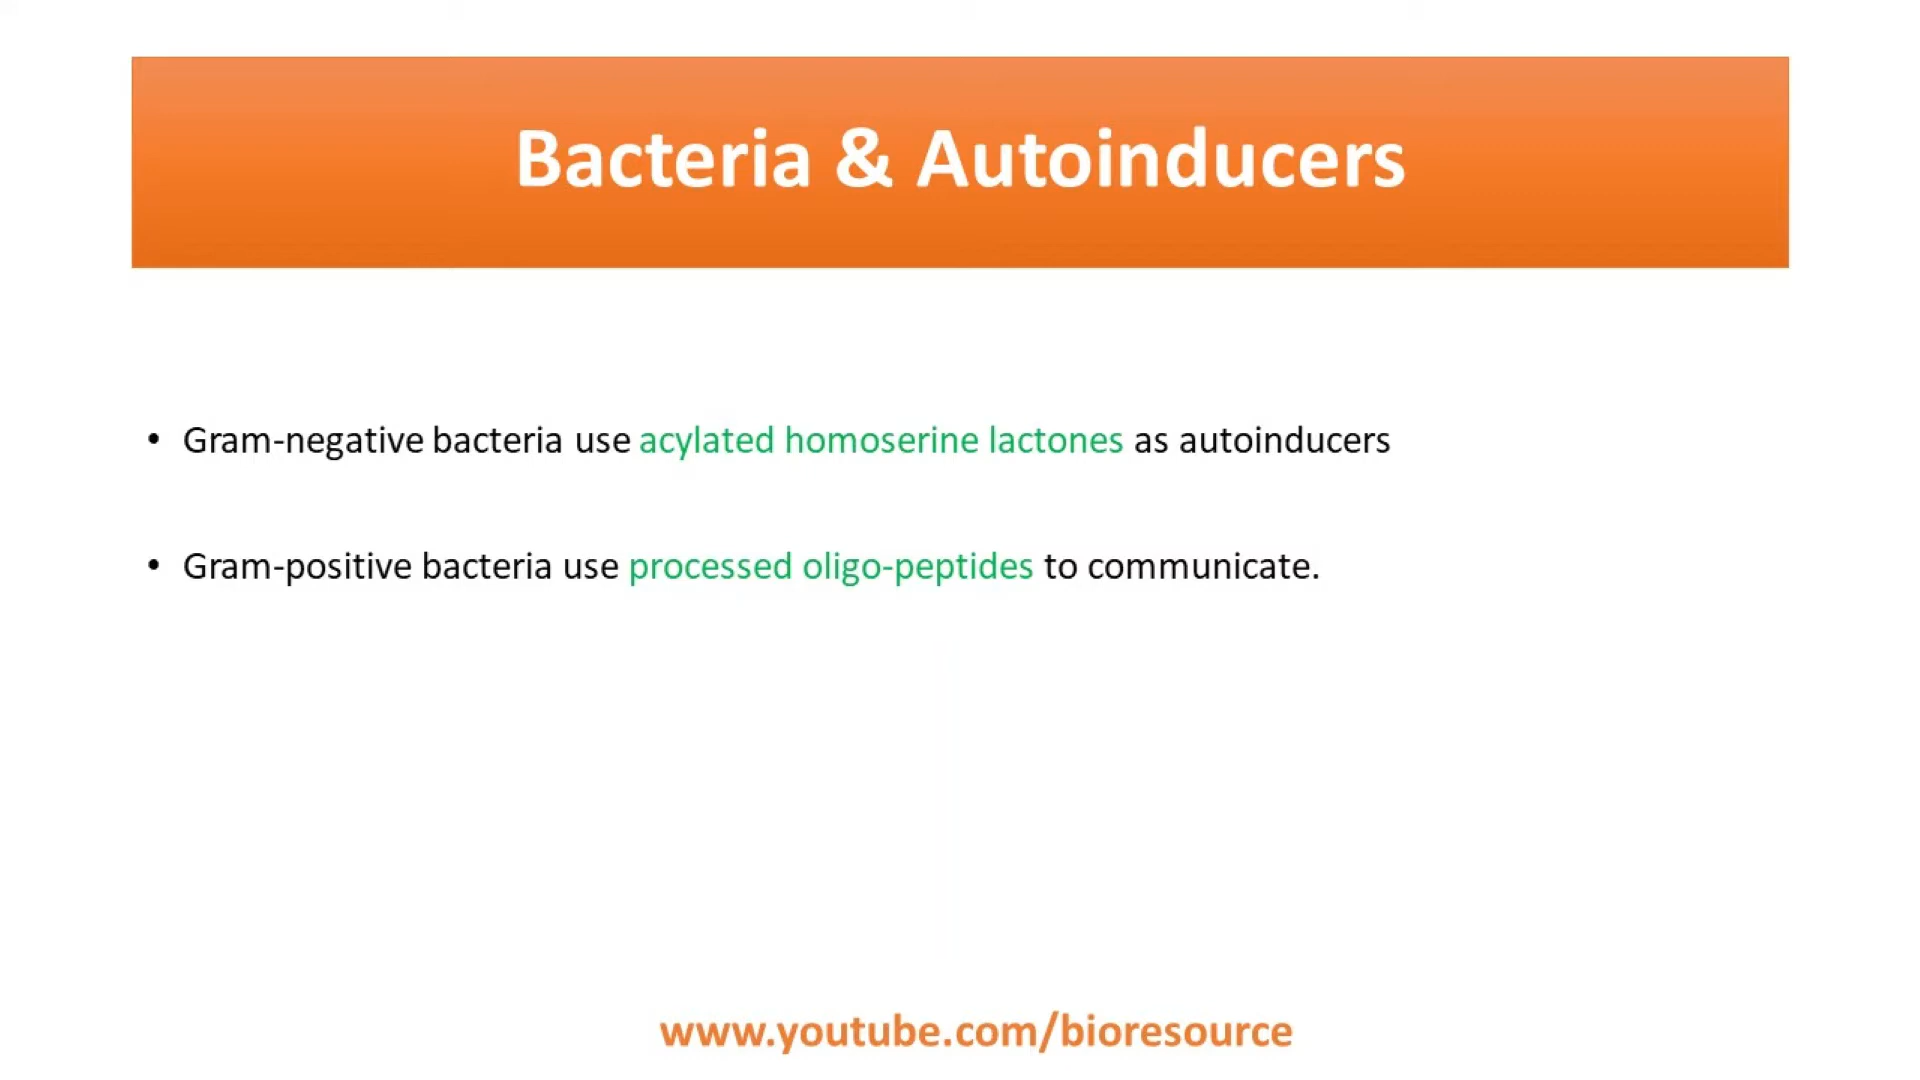 Bacteria & Autoinducers
• Gram-negative bacteria use acylated homoserine lactones as autoinducers
• Gram-positive bacteria use processed oligo-peptides to communicate.
www.youtube.com/bioresource